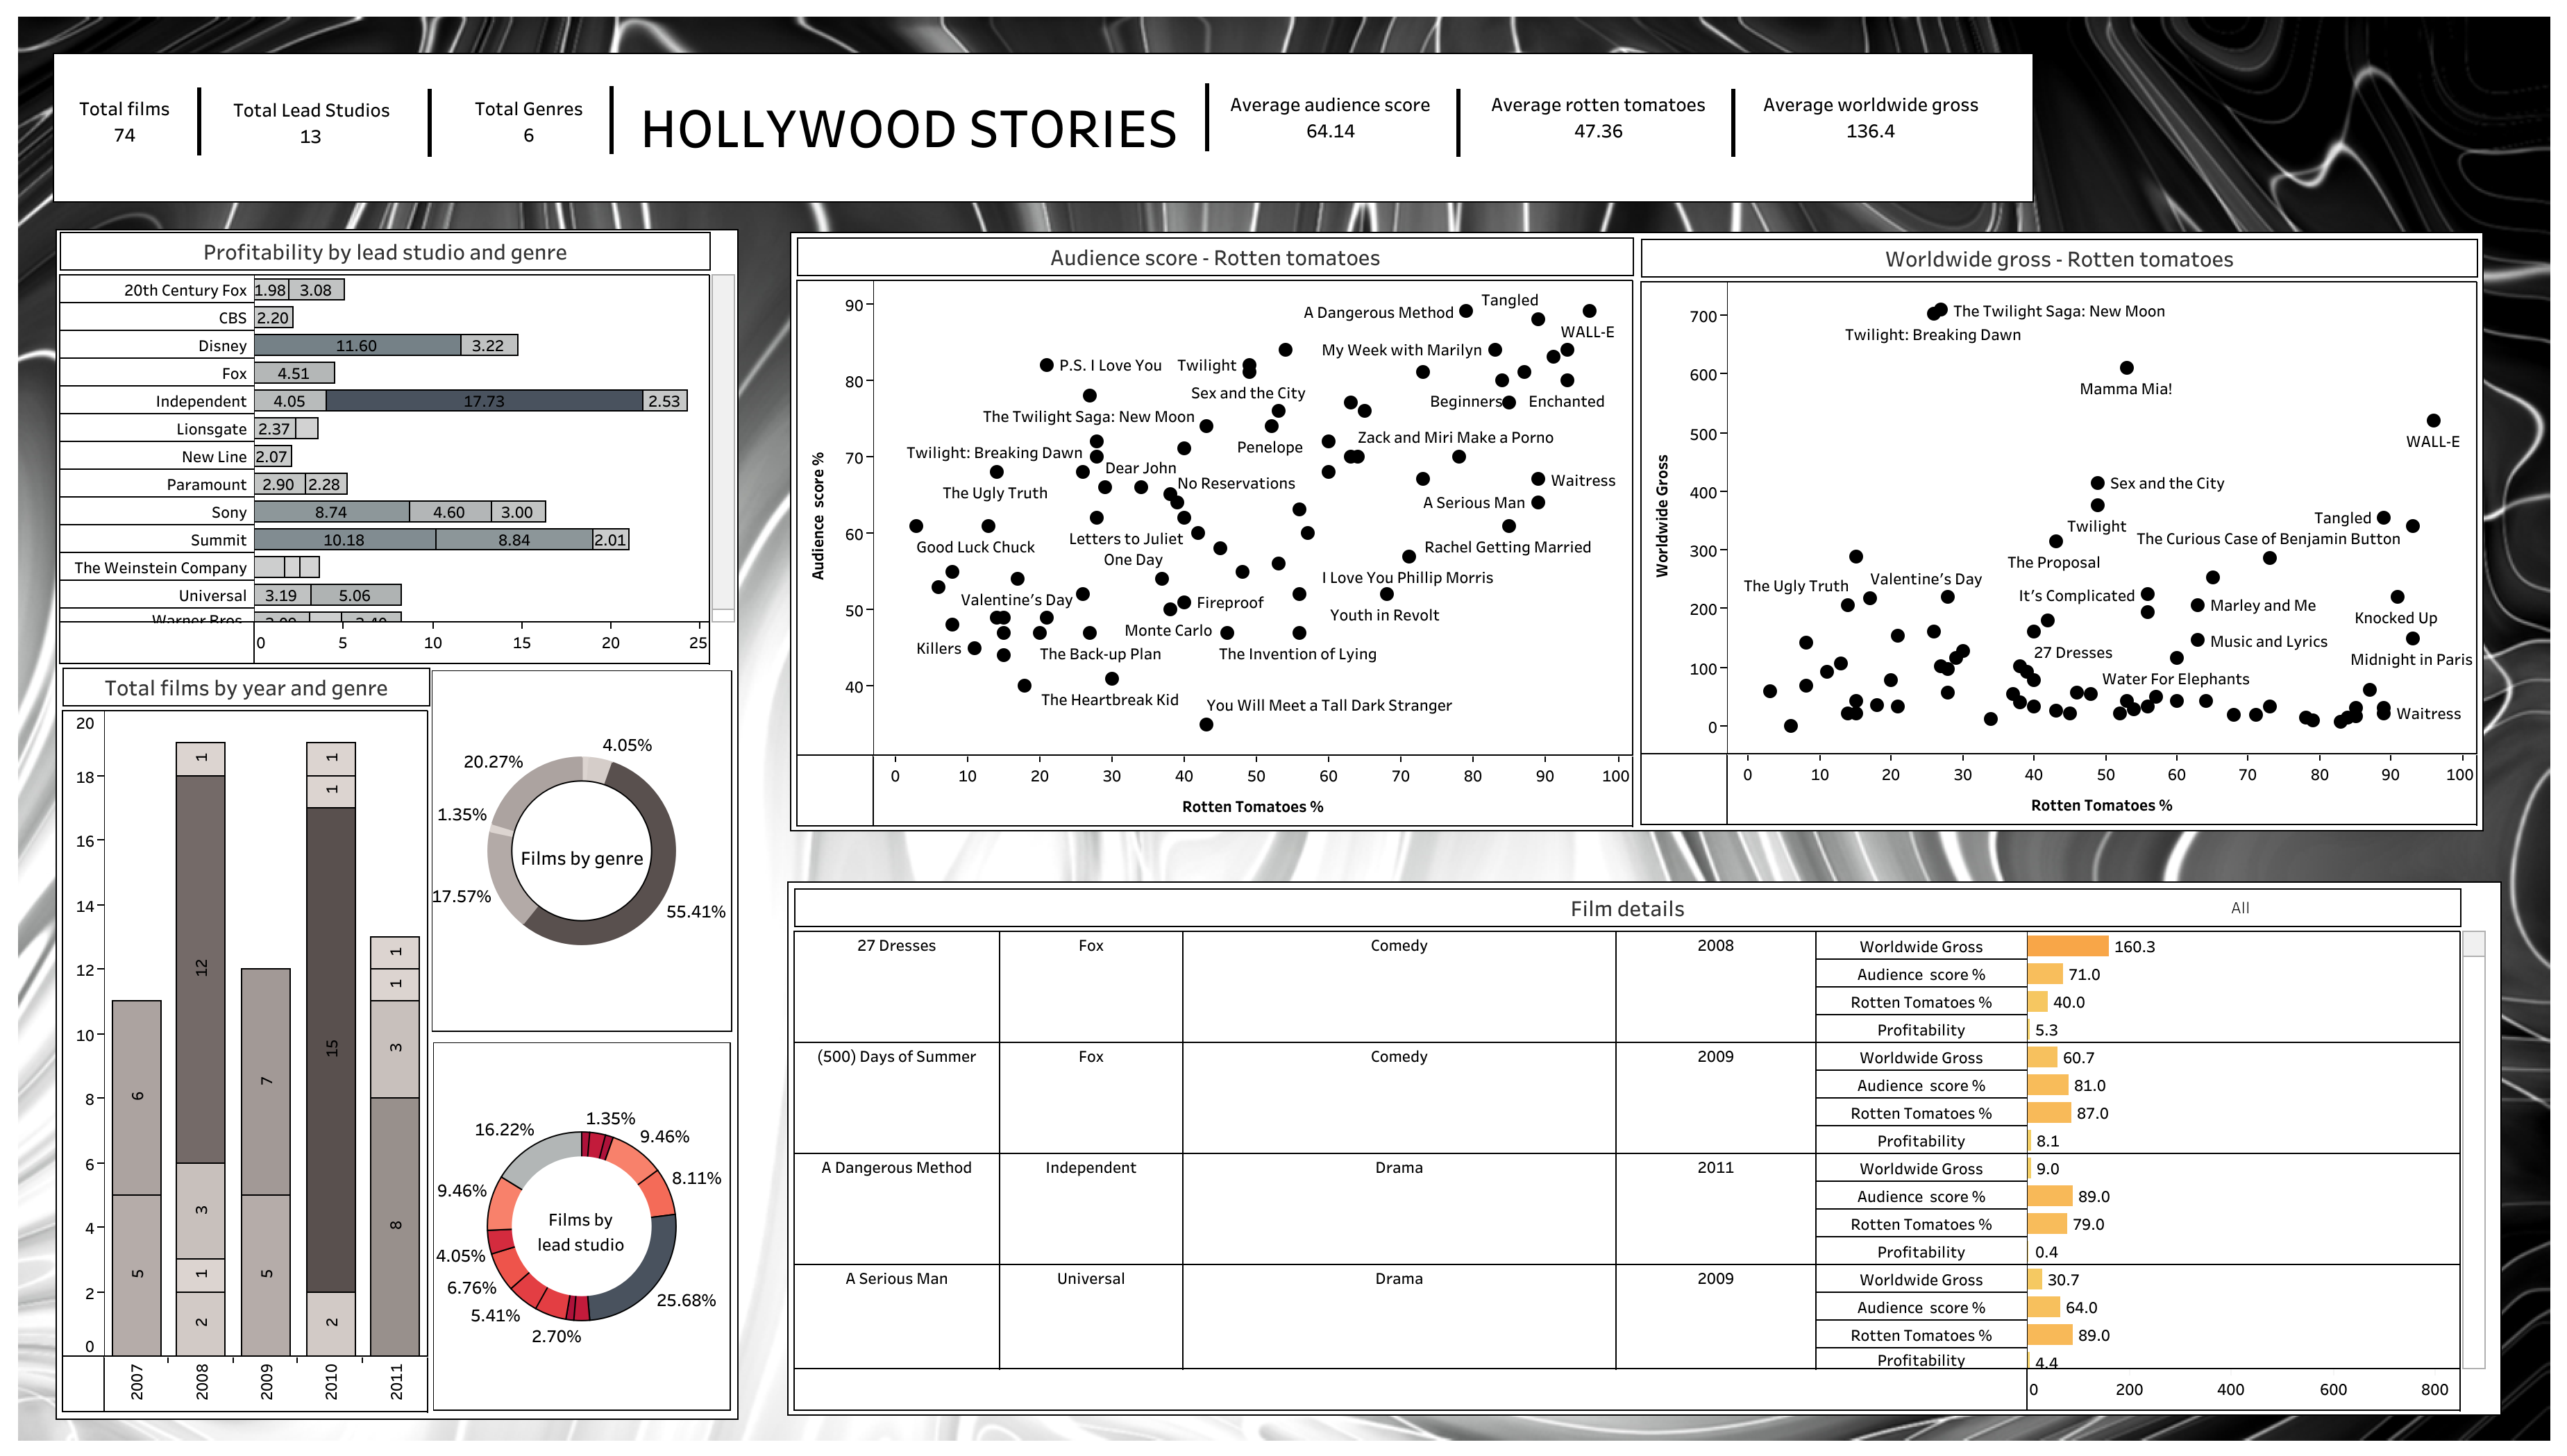 Total films
74
Total Lead Studios
13
Total Genres
6
HOLLYWOOD STORIES
Average audience score
64.14
Average rotten tomatoes
47.36
Average worldwide gross
136.4
Profitability by lead studio and genre
20th Century Fox 1.98 3.08
CBS 2.20
Disney 11.60 3.22
Fox 4.51
Independent 4.05 17.73 2.53
Lionsgate 2.37
New Line 2.07
Paramount 2.90 2.28
Sony 8.74 4.60 3.00
Summit 10.18 8.84 2.01
The Weinstein Company
Universal 3.19 5.06
Warner Bros.
0 5 10 15 20 25
Total films by year and genre
20
18
16
14
12
10
8
6
4
2
0
6
5
1
12
3
1
2
7
5
1
1
15
2
1
1
3
8
2007
2008
2009
2010
2011
20.27%
4.05%
1.35%
Films by genre
17.57%
55.41%
16.22%
1.35%
9.46%
8.11%
9.46%
Films by
lead studio
4.05%
6.76%
5.41%
2.70%
25.68%
Audience score - Rotten tomatoes
Audience score %
90
80
70
60
50
40
Tangled
A Dangerous Method
WALL-E
My Week with Marilyn
P.S. I Love You
Twilight
Sex and the City
Beginners
Enchanted
The Twilight Saga: New Moon
Penelope
Zack and Miri Make a Porno
Twilight: Breaking Dawn
Dear John
The Ugly Truth
No Reservations
Waitress
A Serious Man
Good Luck Chuck
Letters to Juliet
Rachel Getting Married
One Day
I Love You Phillip Morris
Valentine's Day
Fireproof
Youth in Revolt
Monte Carlo
Killers
The Back-up Plan
The Invention of Lying
The Heartbreak Kid
You Will Meet a Tall Dark Stranger
0 10 20 30 40 50 60 70 80 90 100
Rotten Tomatoes %
Worldwide gross - Rotten tomatoes
Worldwide Gross
700
600
500
400
300
200
100
0
The Twilight Saga: New Moon
Twilight: Breaking Dawn
Mamma Mia!
WALL-E
Sex and the City
Tangled
Twilight
The Curious Case of Benjamin Button
The Proposal
The Ugly Truth
Valentine's Day
It's Complicated
Marley and Me
Knocked Up
Music and Lyrics
27 Dresses
Midnight in Paris
Water For Elephants
Waitress
0 10 20 30 40 50 60 70 80 90 100
Rotten Tomatoes %
Film details
All
27 Dresses Fox Comedy 2008 Worldwide Gross 160.3
Audience score % 71.0
Rotten Tomatoes % 40.0
Profitability 5.3
(500) Days of Summer Fox Comedy 2009 Worldwide Gross 60.7
Audience score % 81.0
Rotten Tomatoes % 87.0
Profitability 8.1
A Dangerous Method Independent Drama 2011 Worldwide Gross 9.0
Audience score % 89.0
Rotten Tomatoes % 79.0
Profitability 0.4
A Serious Man Universal Drama 2009 Worldwide Gross 30.7
Audience score % 64.0
Rotten Tomatoes % 89.0
Profitability 4.4
0 200 400 600 800